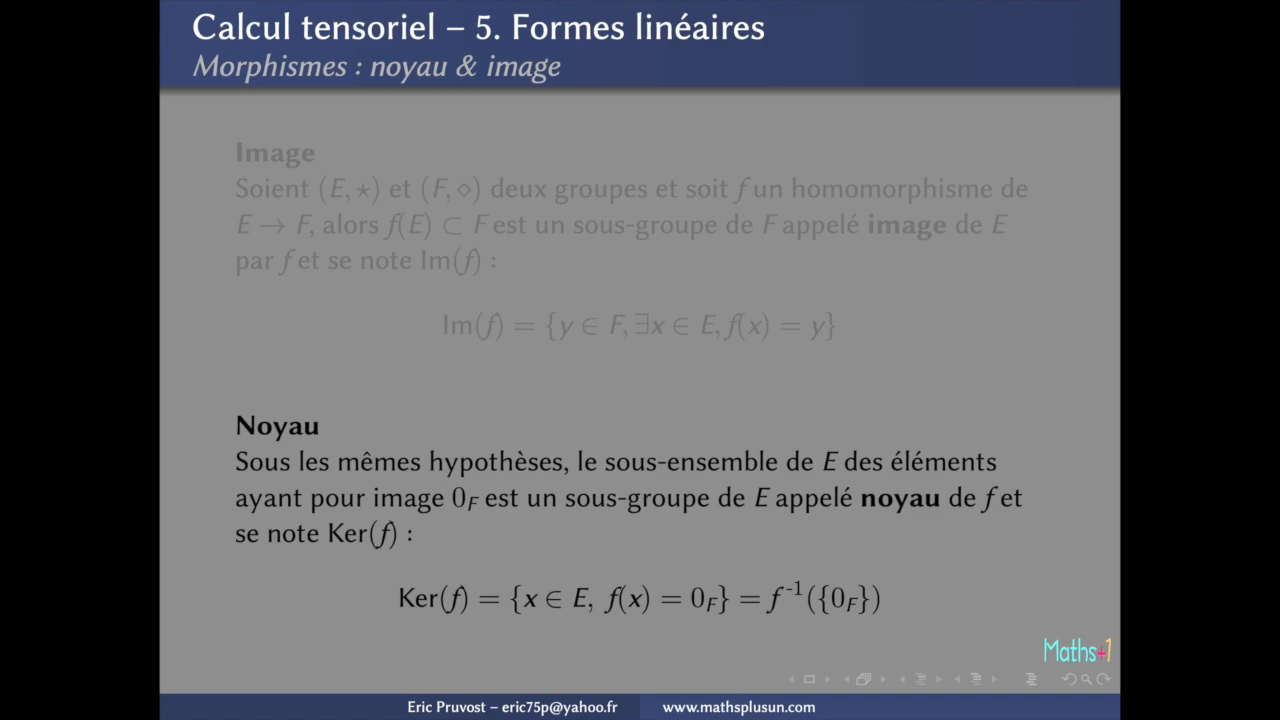 Calcul tensoriel – 5. Formes linéaires
Morphismes : noyau & image
Image
Soient (E, ⋆) et (F, ⋄) deux groupes et soit f un homomorphisme de
E → F, alors f(E) ⊂ F est un sous-groupe de F appelé image de E
par f et se note Im(f) :
Im(f) = {y ∈ F, ∃x ∈ E, f(x) = y}
Noyau
Sous les mêmes hypothèses, le sous-ensemble de E des éléments
ayant pour image 0_F est un sous-groupe de E appelé noyau de f et
se note Ker(f) :
Ker(f) = {x ∈ E, f(x) = 0_F} = f⁻¹({0_F})
Maths+1
Eric Pruvost – eric75p@yahoo.fr www.mathsplusun.com